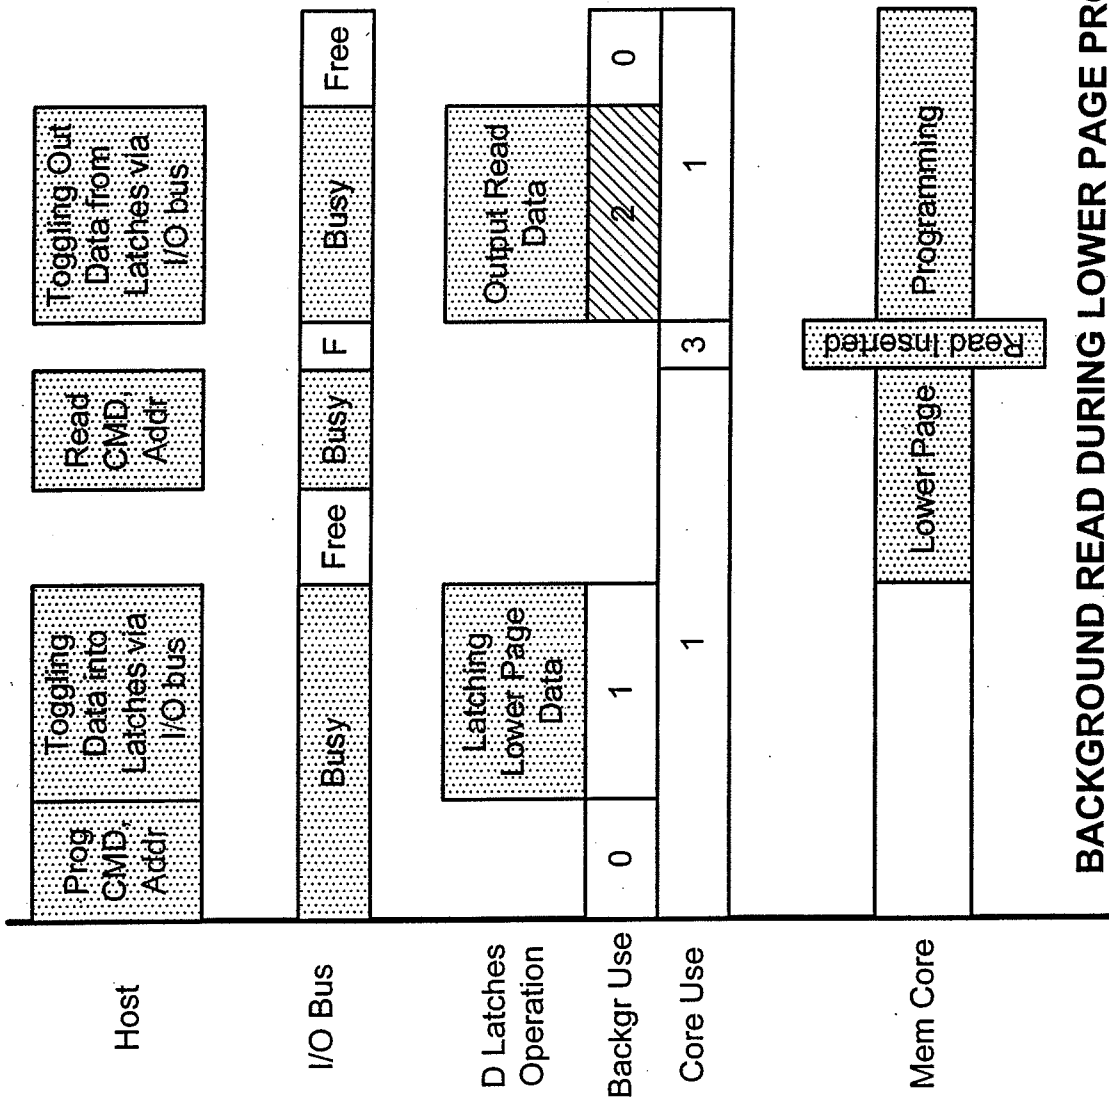 Host
Prog
CMD,
Addr
Toggling
Data into
Latches via
I/O bus
Read
CMD,
Addr
Toggling Out
Data from
Latches via
I/O bus
I/O Bus
Busy
Free
Busy
F
Busy
Free
D Latches
Operation
Latching
Lower Page
Data
Output Read
Data
Backgr Use
0
1
2
0
Core Use
1
3
1
Mem Core
Lower Page
Read Inserted
Programming
BACKGROUND READ DURING LOWER PAGE PRO